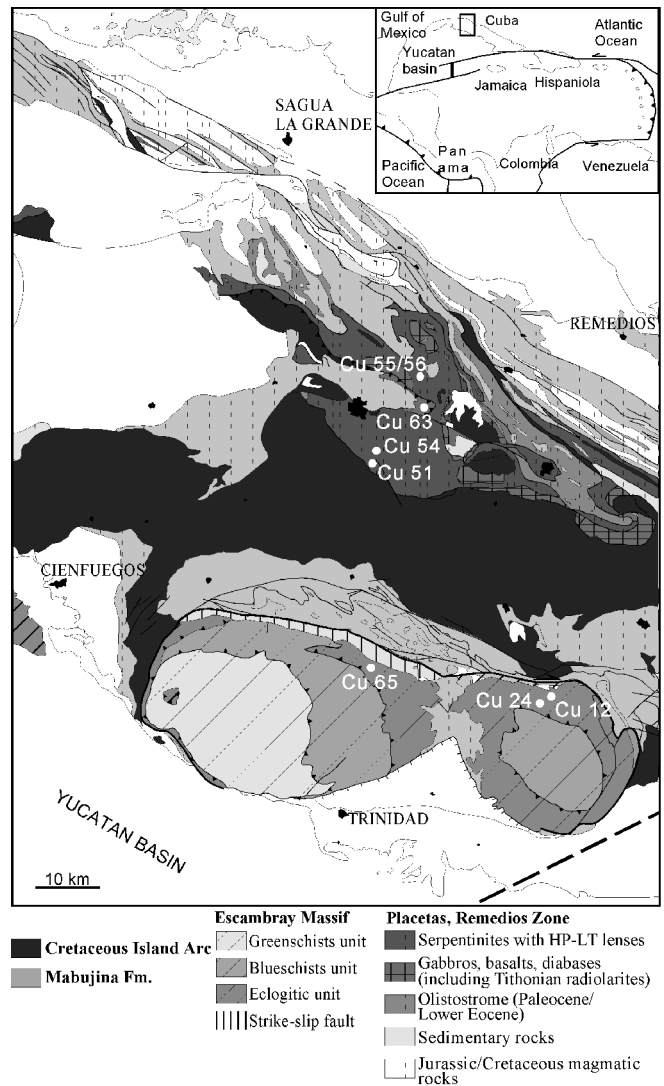 Gulf of
Mexico
Cuba
Atlantic
Ocean
Yucatan
basin
Jamaica
Hispaniola
Pan
ama
Pacific
Ocean
Colombia
Venezuela
SAGUA
LA GRANDE
REMEDIOS
Cu 55/56
Cu 63
Cu 54
Cu 51
CIENFUEGOS
Cu 65
Cu 24
Cu 12
TRINIDAD
YUCATAN BASIN
10 km
Cretaceous Island Arc
Mabujina Fm.
Escambray Massif
Greenschists unit
Blueschists unit
Eclogitic unit
Strike-slip fault
Placetas, Remedios Zone
Serpentinites with HP-LT lenses
Gabbros, basalts, diabases
(including Tithonian radiolarites)
Olistostrome (Paleocene/
Lower Eocene)
Sedimentary rocks
Jurassic/Cretaceous magmatic
rocks